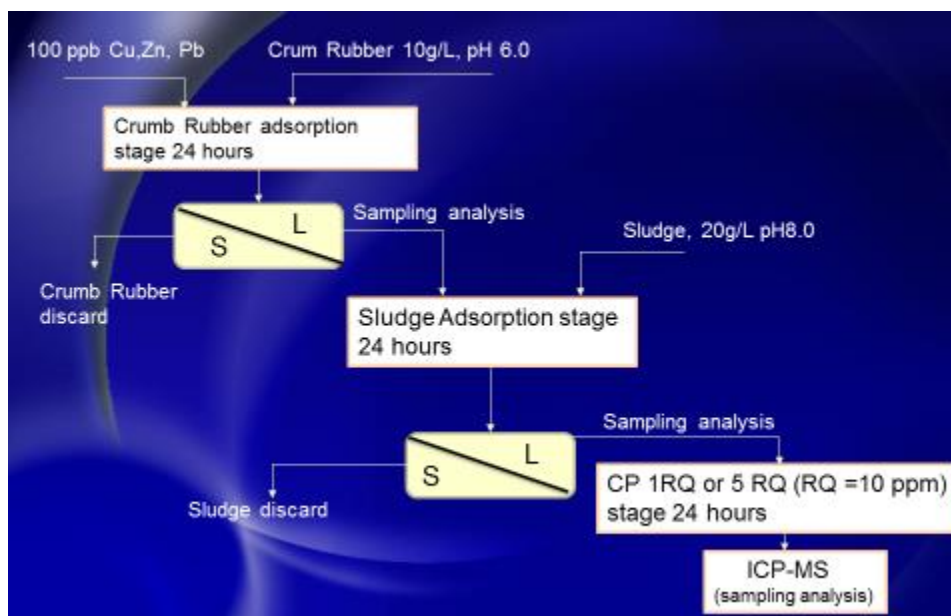 100 ppb Cu,Zn, Pb
Crum Rubber 10g/L, pH 6.0
Crumb Rubber adsorption
stage 24 hours
L
S
Sampling analysis
Sludge, 20g/L pH8.0
Crumb Rubber
discard
Sludge Adsorption stage
24 hours
Sampling analysis
L
S
Sludge discard
CP 1RQ or 5 RQ (RQ =10 ppm)
stage 24 hours
ICP-MS
(sampling analysis)